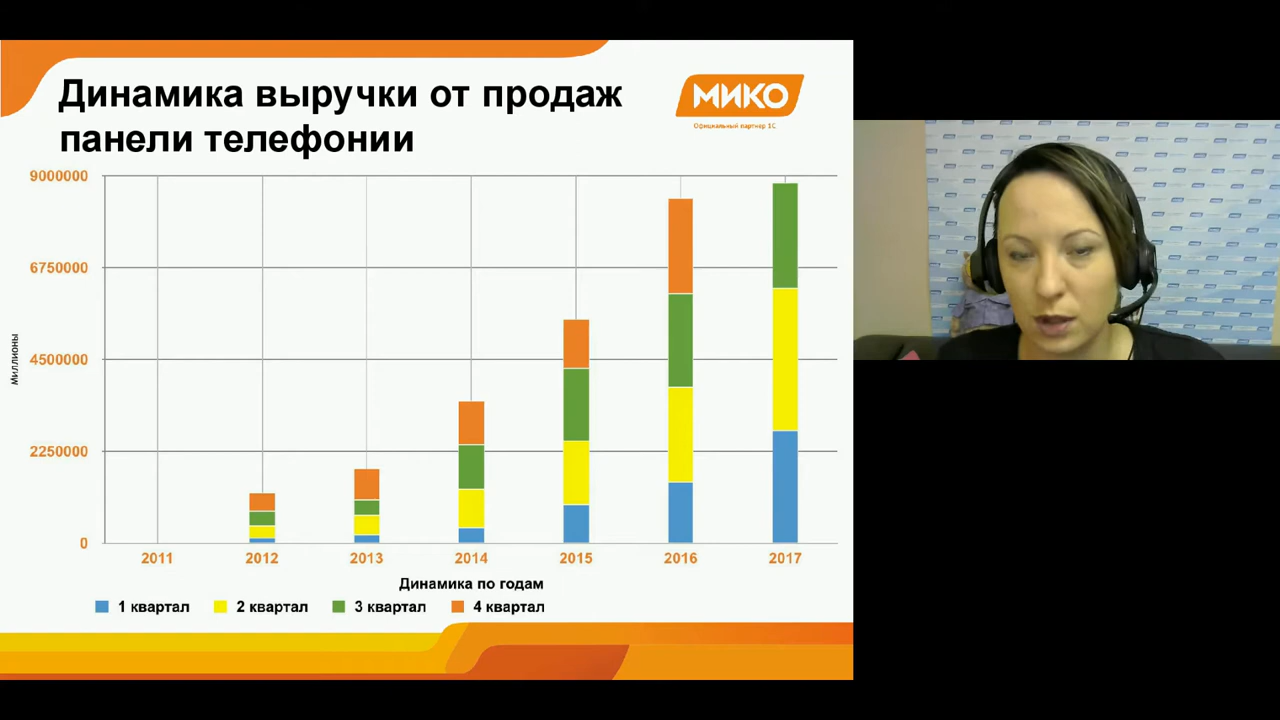 Динамика выручки от продаж
панели телефонии
МИКО
Официальный партнер 1С
9000000
6750000
4500000
2250000
0
Миллионы
2011 2012 2013 2014 2015 2016 2017
Динамика по годам
1 квартал 2 квартал 3 квартал 4 квартал